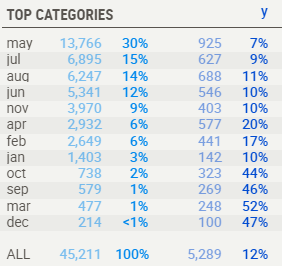 TOP CATEGORIES y
may 13,766 30% 925 7%
jul 6,895 15% 627 9%
aug 6,247 14% 688 11%
jun 5,341 12% 546 10%
nov 3,970 9% 403 10%
apr 2,932 6% 577 20%
feb 2,649 6% 441 17%
jan 1,403 3% 142 10%
oct 738 2% 323 44%
sep 579 1% 269 46%
mar 477 1% 248 52%
dec 214 <1% 100 47%
ALL 45,211 100% 5,289 12%